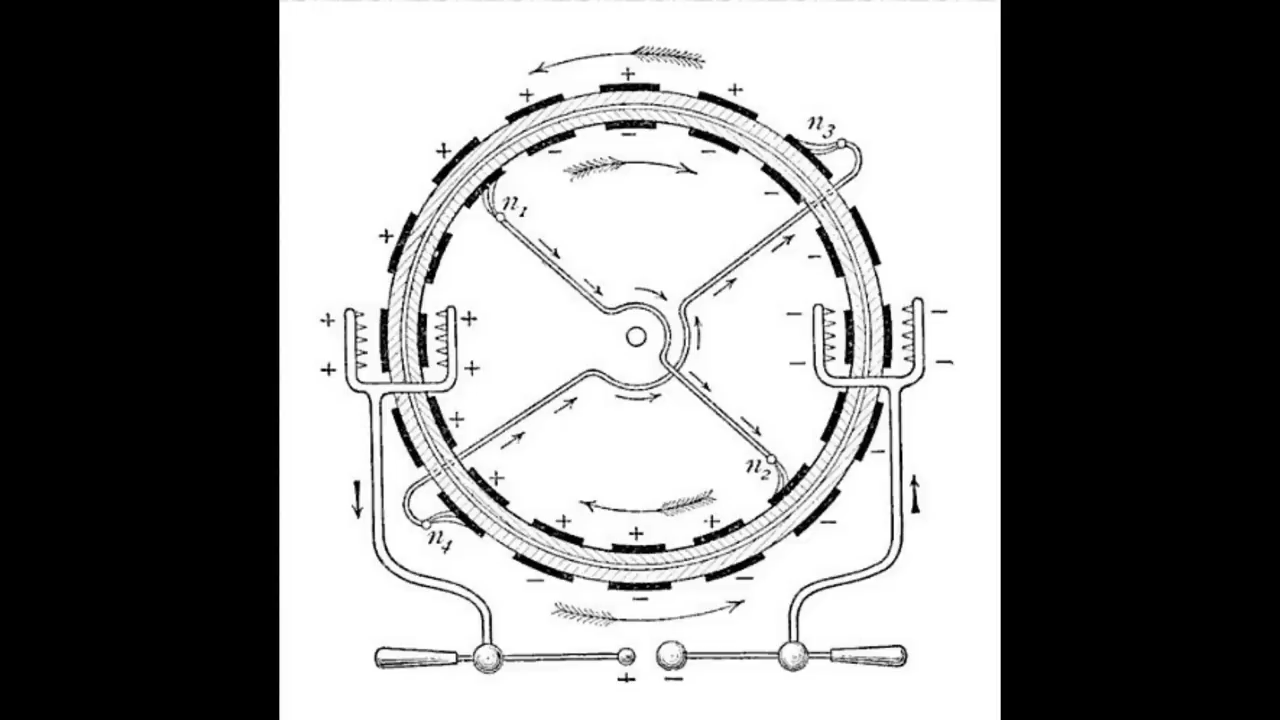 +
+ +
n3
+
− − −
+
−
n1
+
−
+ + − −
+ + − −
+
−
n2
+
+ + +
n4
−
− −
−
+ −